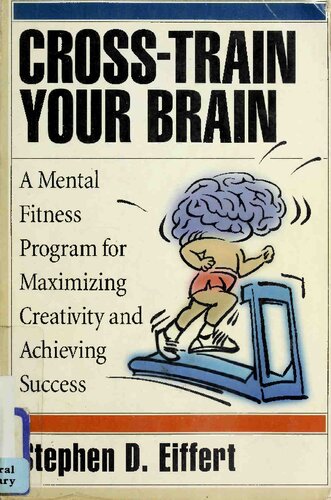 CROSS-TRAIN
YOUR BRAIN
A Mental
Fitness
Program for
Maximizing
Creativity and
Achieving
Success
Stephen D. Eiffert
ral
ary